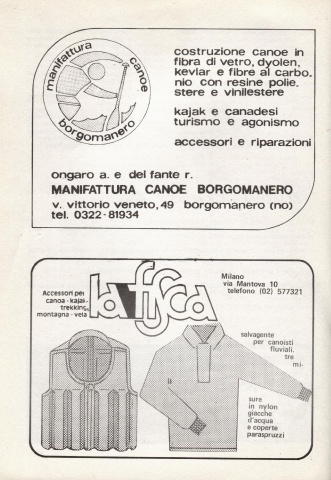 manifattura
canoe
borgomanero
costruzione canoe in
fibra di vetro, dyolen,
kevlar e fibre al carbo.
nio con resine polie.
stere e vinilestere
kajak e canadesi
turismo e agonismo
accessori e riparazioni
ongaro a. e del fante r.
MANIFATTURA CANOE BORGOMANERO
v. vittorio veneto, 49 borgomanero (no)
tel. 0322-81934
Accessori per
canoa - kajak -
trekking,
montagna - vela
la fisca
Milano
via Mantova 10
telefono (02) 577321
salvagente
per canoisti
fluviali,
tre
mi-
sure
in nylon
giacche
d'acqua
e coperte
paraspruzzi